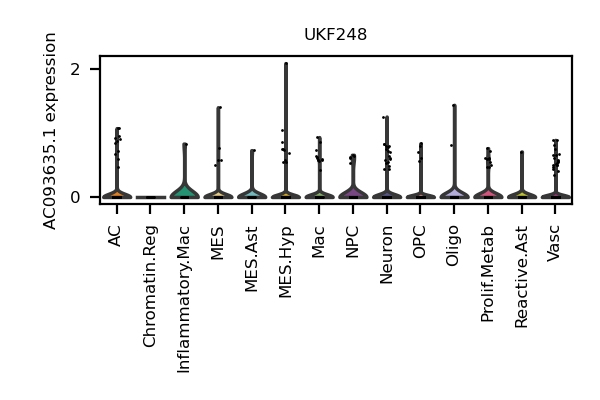 UKF248
AC093635.1 expression
2
0
AC
Chromatin.Reg
Inflammatory.Mac
MES
MES.Ast
MES.Hyp
Mac
NPC
Neuron
OPC
Oligo
Prolif.Metab
Reactive.Ast
Vasc